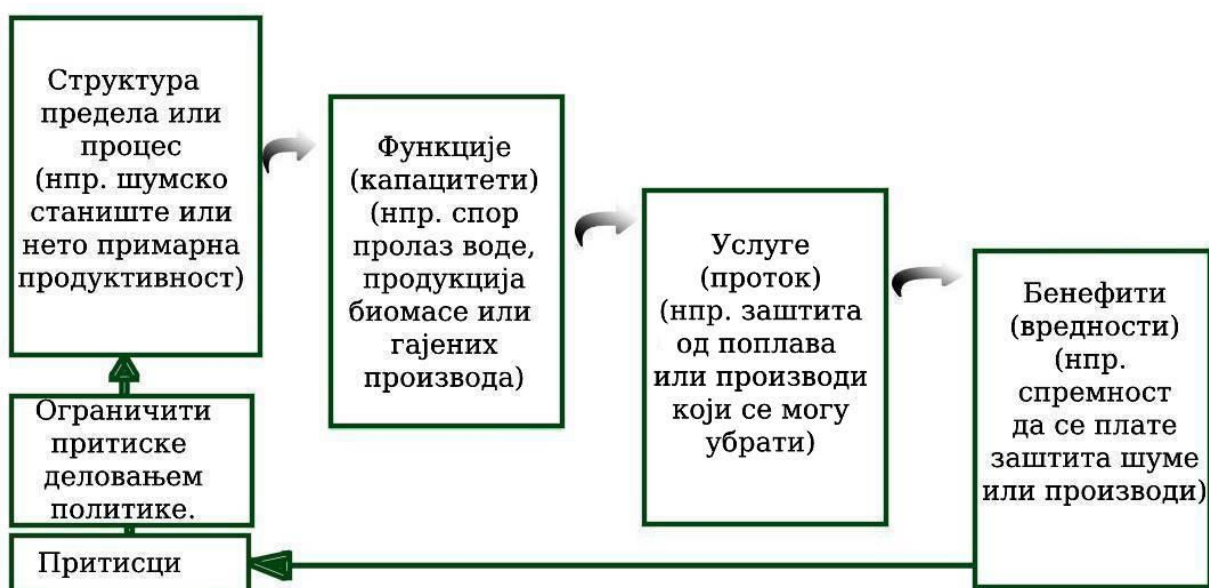 Структура
предела или
процес
(нпр. шумско
станиште или
нето примарна
продуктивност)
Функције
(капацитети)
(нпр. спор
пролаз воде,
продукција
биомасе или
гајених
производа)
Услуге
(проток)
(нпр. заштита
од поплава
или производи
који се могу
убрати)
Бенефити
(вредности)
(нпр.
спремност
да се плате
заштита шуме
или производи)
Ограничити
притиске
деловањем
политике.
Притисци